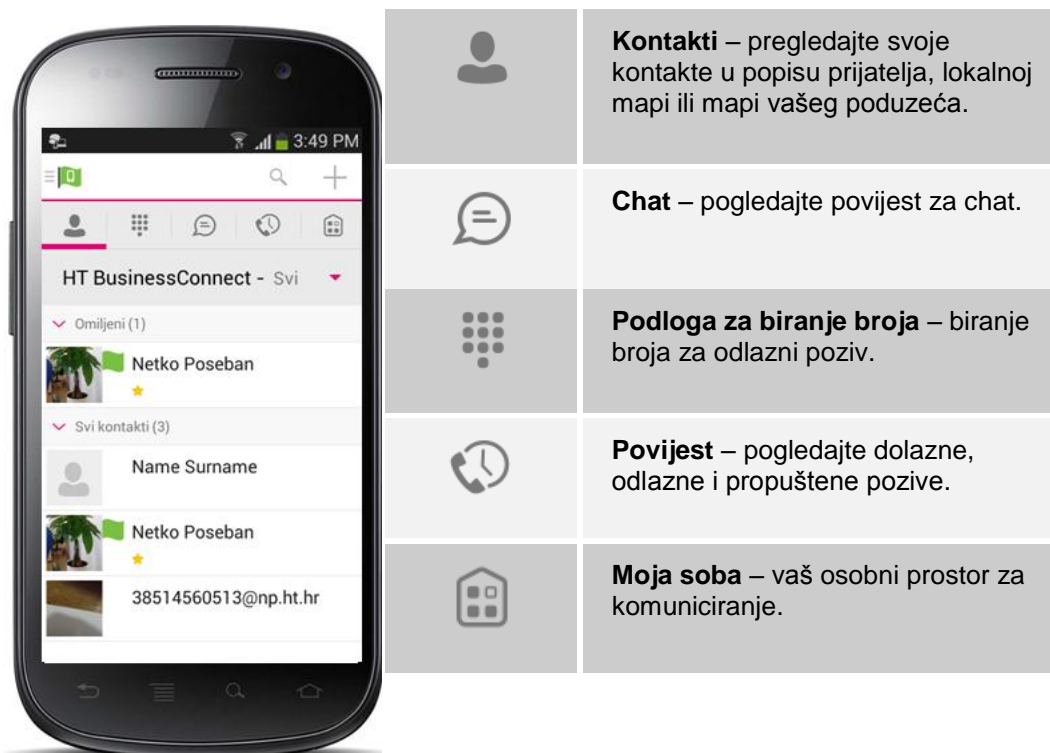 3:49 PM
HT BusinessConnect - Svi
Omiljeni (1)
Netko Poseban
Svi kontakti (3)
Name Surname
Netko Poseban
38514560513@np.ht.hr
Kontakti – pregledajte svoje
kontakte u popisu prijatelja, lokalnoj
mapi ili mapi vašeg poduzeća.
Chat – pogledajte povijest za chat.
Podloga za biranje broja – biranje
broja za odlazni poziv.
Povijest – pogledajte dolazne,
odlazne i propuštene pozive.
Moja soba – vaš osobni prostor za
komuniciranje.